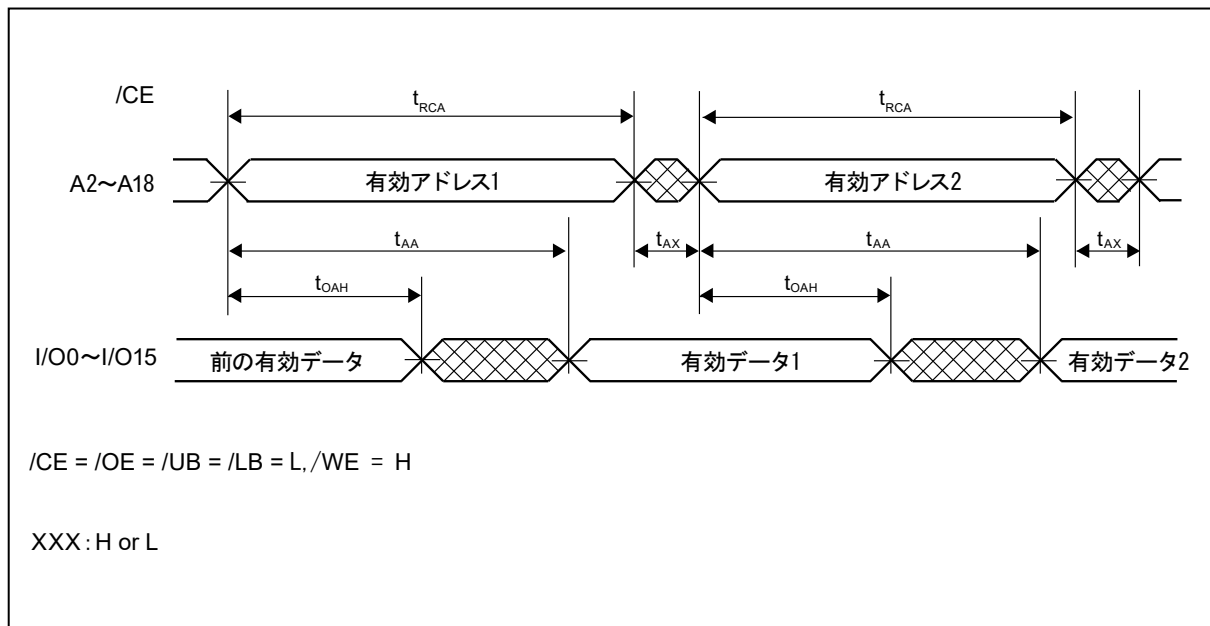 /CE
tRCA tRCA
A2～A18 有効アドレス1 有効アドレス2
tAA tAX tAA tAX
tOAH tOAH
I/O0～I/O15 前の有効データ 有効データ1 有効データ2
/CE = /OE = /UB = /LB = L, /WE = H
XXX : H or L